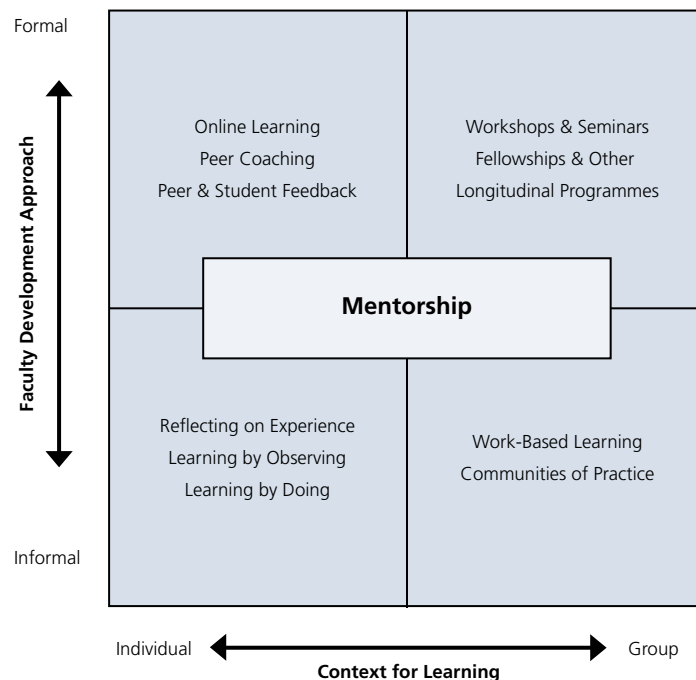 Formal
Online Learning
Peer Coaching
Peer & Student Feedback
Workshops & Seminars
Fellowships & Other
Longitudinal Programmes
Faculty Development Approach
Mentorship
Reflecting on Experience
Learning by Observing
Learning by Doing
Work-Based Learning
Communities of Practice
Informal
Individual
Group
Context for Learning